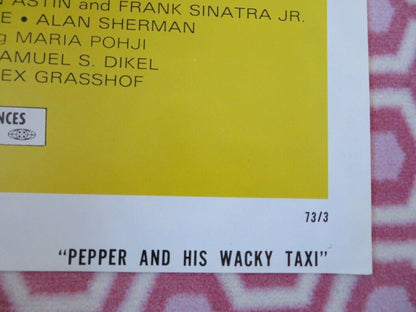 ASTIN and FRANK SINATRA JR.
E • ALAN SHERMAN
g MARIA POHJI
AMUEL S. DIKEL
EX GRASSHOF
NCES
73/3
"PEPPER AND HIS WACKY TAXI"